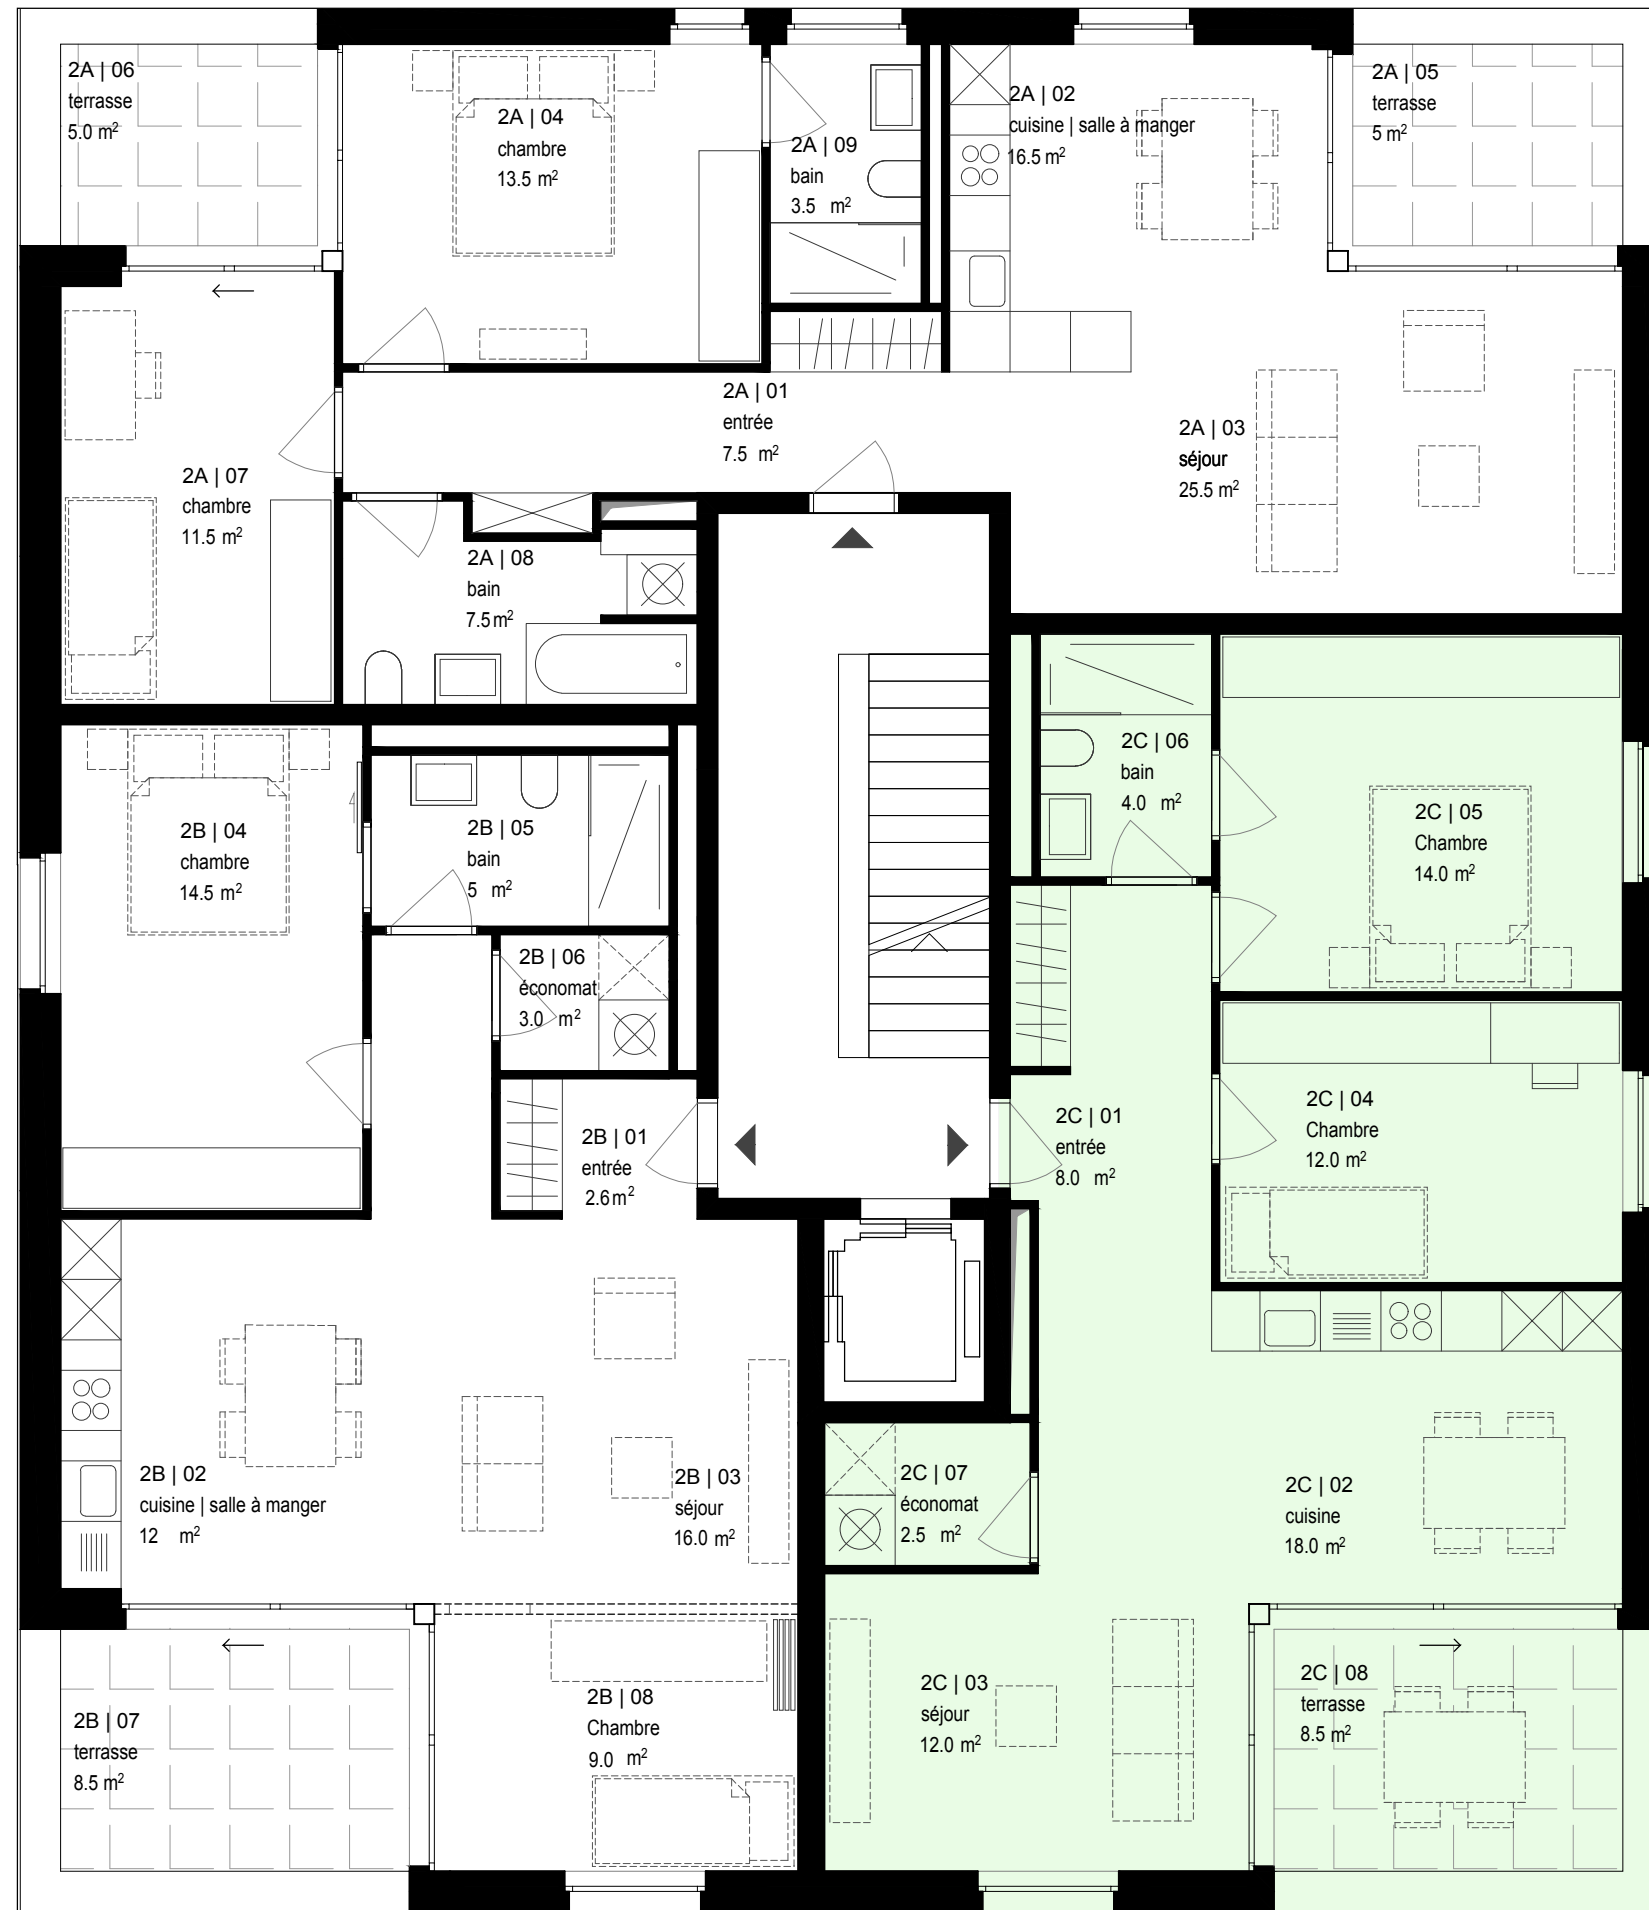 2A | 06
terrasse
5.0 m²
2A | 04
chambre
13.5 m²
2A | 09
bain
3.5 m²
2A | 02
cuisine | salle à manger
16.5 m²
2A | 05
terrasse
5 m²
2A | 01
entrée
7.5 m²
2A | 03
séjour
25.5 m²
2A | 07
chambre
11.5 m²
2A | 08
bain
7.5 m²
2C | 06
bain
4.0 m²
2C | 05
Chambre
14.0 m²
2B | 04
chambre
14.5 m²
2B | 05
bain
5 m²
2B | 06
économat
3.0 m²
2B | 01
entrée
2.6 m²
2C | 01
entrée
8.0 m²
2C | 04
Chambre
12.0 m²
2B | 02
cuisine | salle à manger
12 m²
2B | 03
séjour
16.0 m²
2C | 07
économat
2.5 m²
2C | 02
cuisine
18.0 m²
2B | 07
terrasse
8.5 m²
2B | 08
Chambre
9.0 m²
2C | 03
séjour
12.0 m²
2C | 08
terrasse
8.5 m²